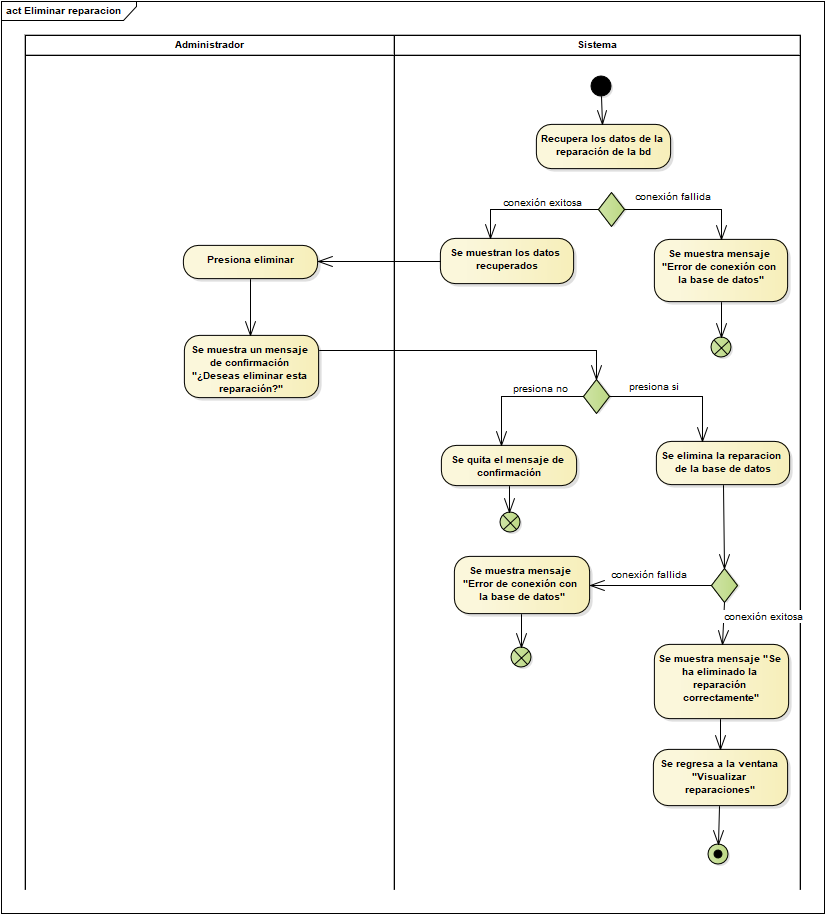 act Eliminar reparacion
Administrador
Sistema
Recupera los datos de la
reparación de la bd
conexión exitosa
conexión fallida
Se muestran los datos
recuperados
Se muestra mensaje
"Error de conexión con
la base de datos"
Presiona eliminar
Se muestra un mensaje
de confirmación
"¿Deseas eliminar esta
reparación?"
presiona no
presiona si
Se quita el mensaje de
confirmación
Se elimina la reparacion
de la base de datos
Se muestra mensaje
"Error de conexión con
la base de datos"
conexión fallida
conexión exitosa
Se muestra mensaje "Se
ha eliminado la
reparación
correctamente"
Se regresa a la ventana
"Visualizar
reparaciones"